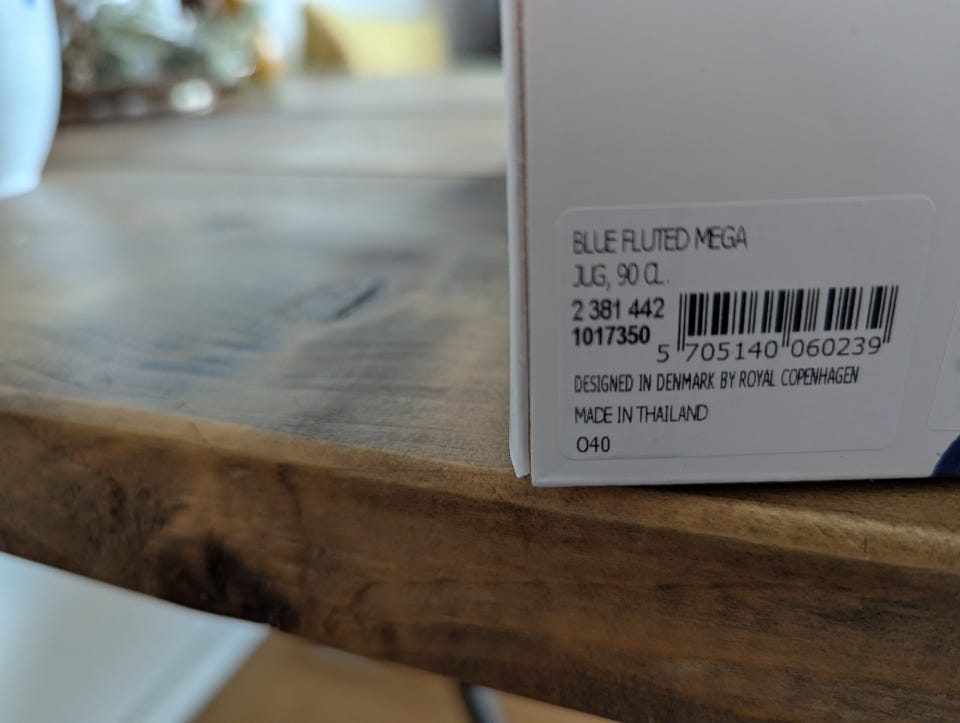 BLUE FLUTED MEGA
JUG, 90 CL.
2 381 442
1017350
5 705140 060239
DESIGNED IN DENMARK BY ROYAL COPENHAGEN
MADE IN THAILAND
O40